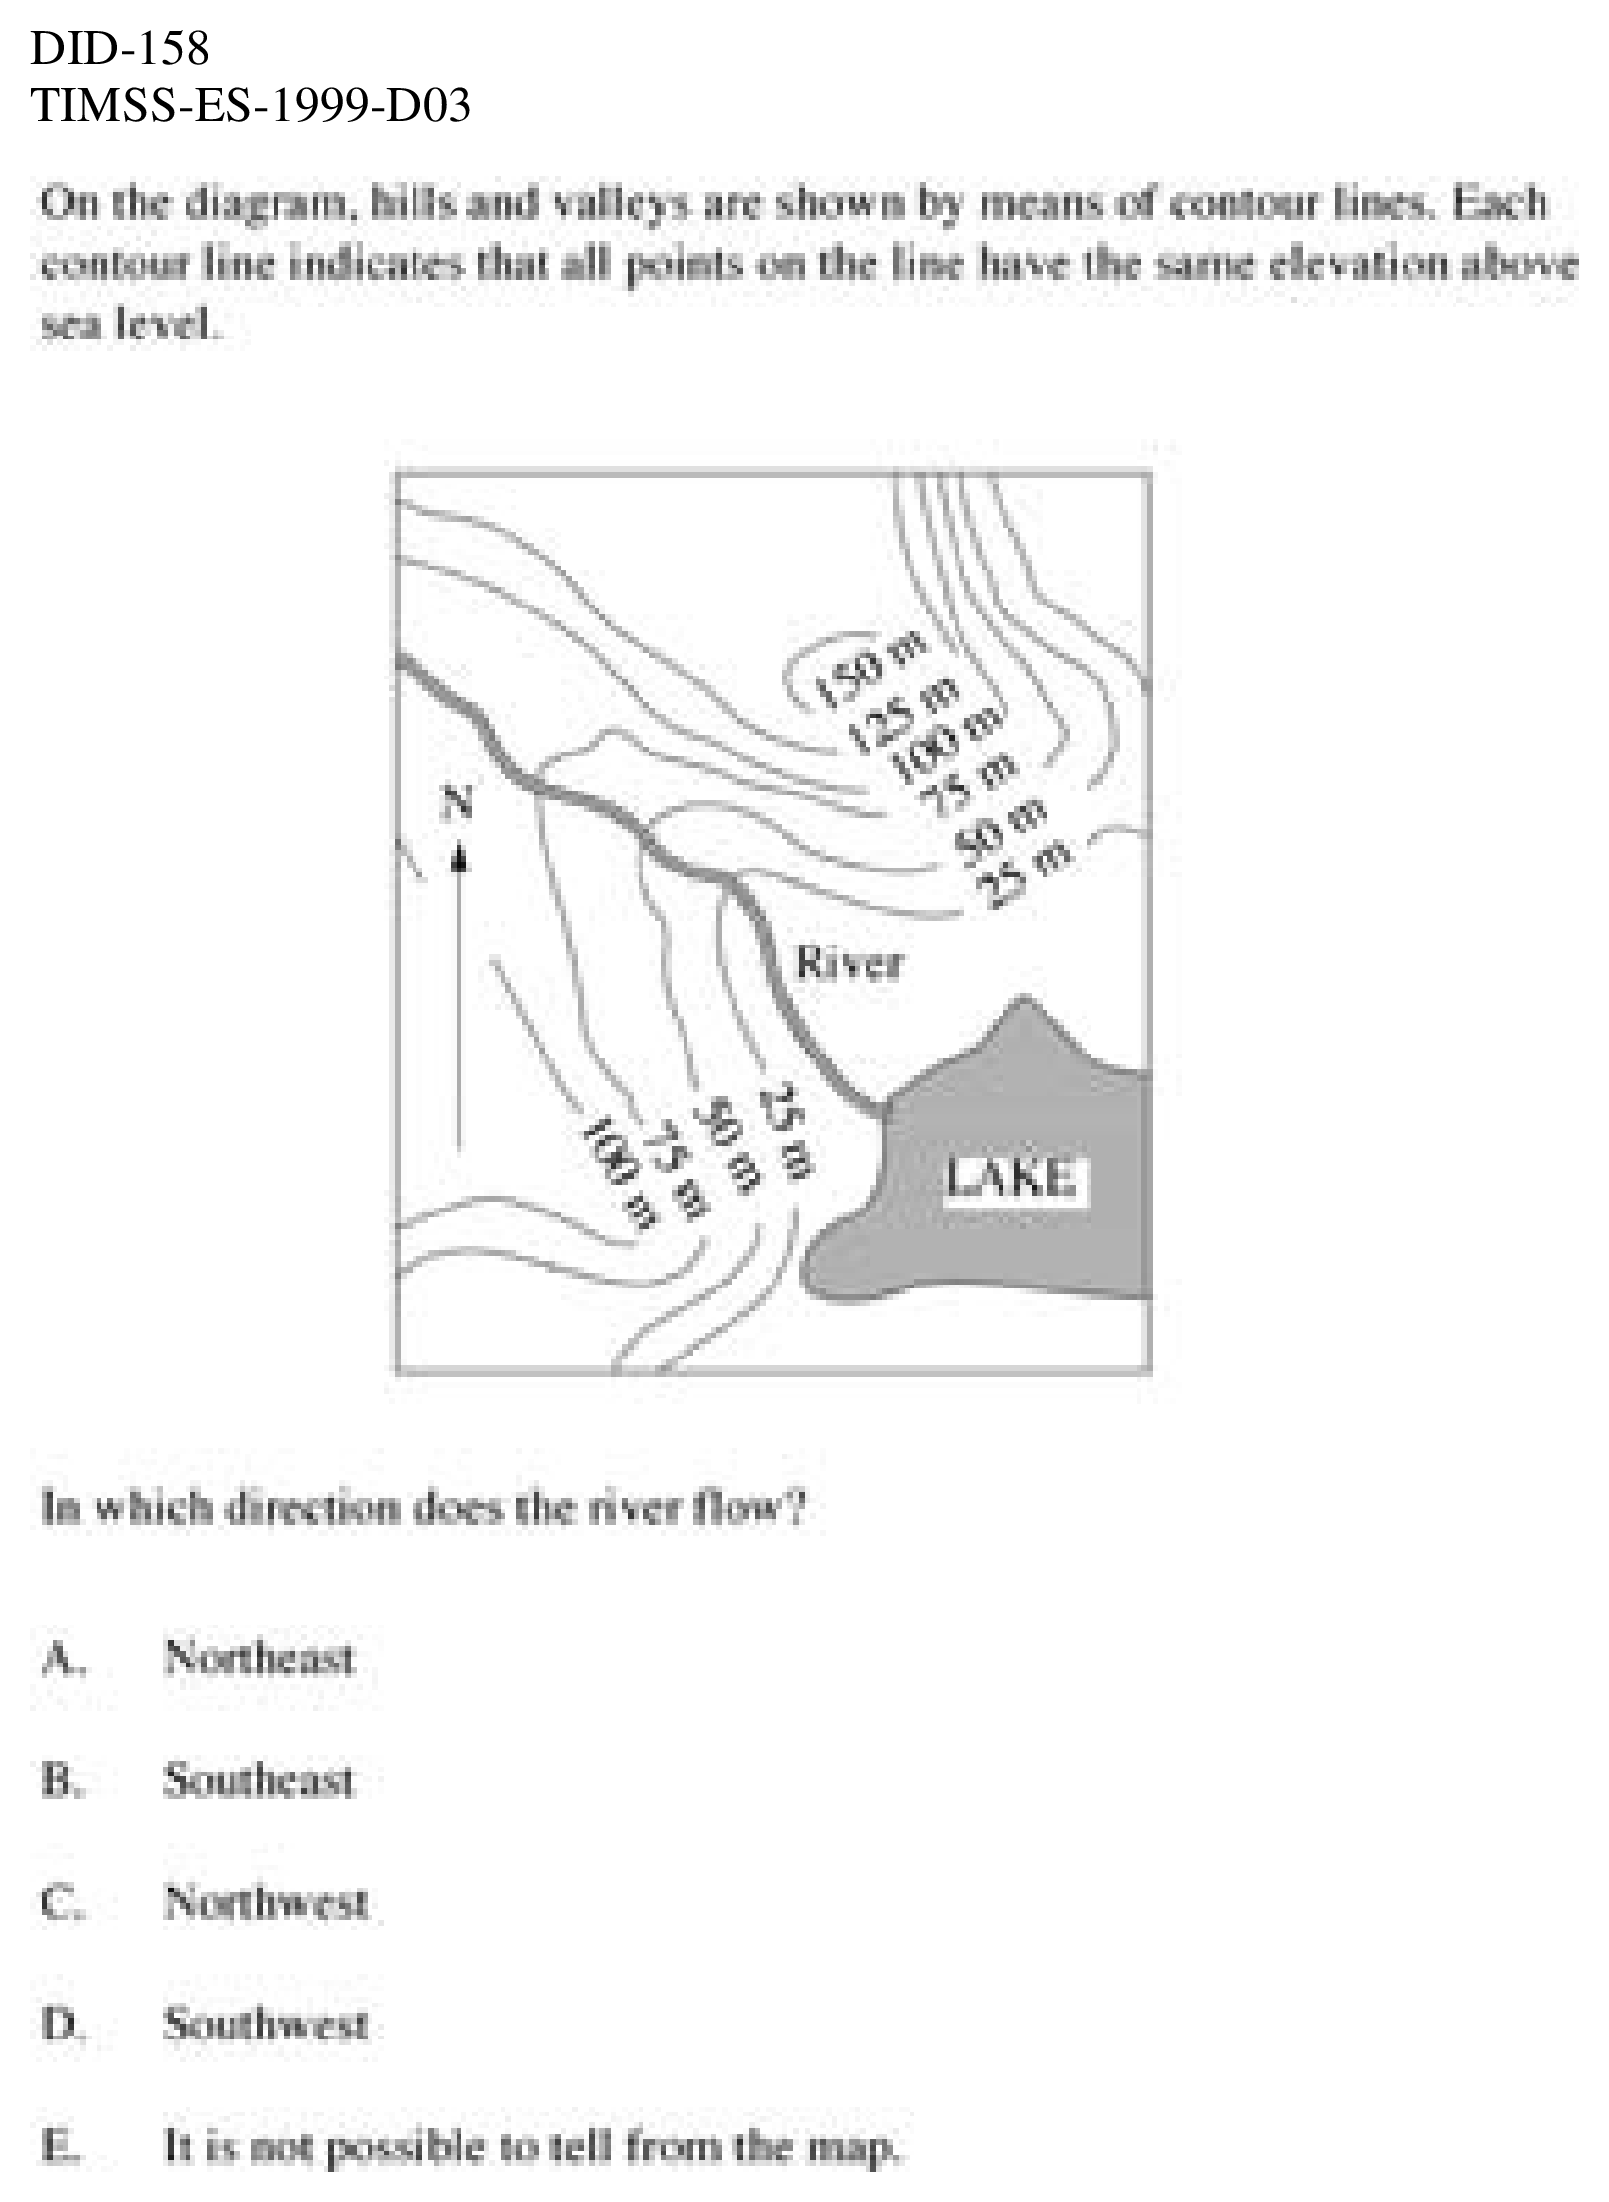 DID-158
TIMSS-ES-1999-D03
On the diagram, hills and valleys are shown by means of contour lines. Each
contour line indicates that all points on the line have the same elevation above
sea level.
150 m
125 m
100 m
75 m
50 m
25 m
N
River
LAKE
100 m
75 m
50 m
25 m
In which direction does the river flow?
A. Northeast
B. Southeast
C. Northwest
D. Southwest
E. It is not possible to tell from the map.